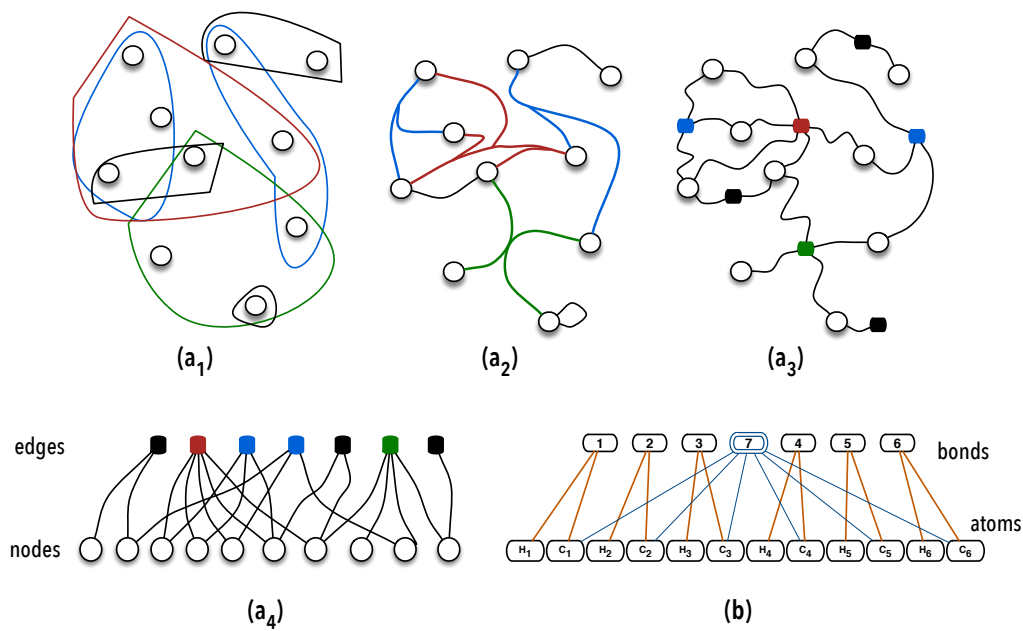 (a1)
(a2)
(a3)
edges
nodes
(a4)
1 2 3 7 4 5 6
bonds
atoms
H1 C1 H2 C2 H3 C3 H4 C4 H5 C5 H6 C6
(b)